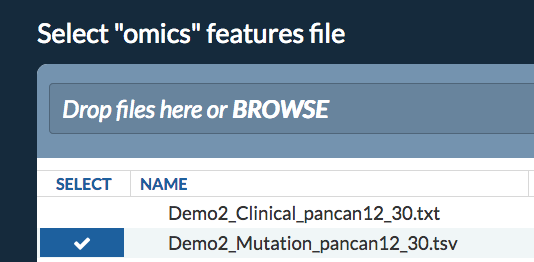 Select "omics" features file
Drop files here or BROWSE
SELECT NAME
Demo2_Clinical_pancan12_30.txt
Demo2_Mutation_pancan12_30.tsv